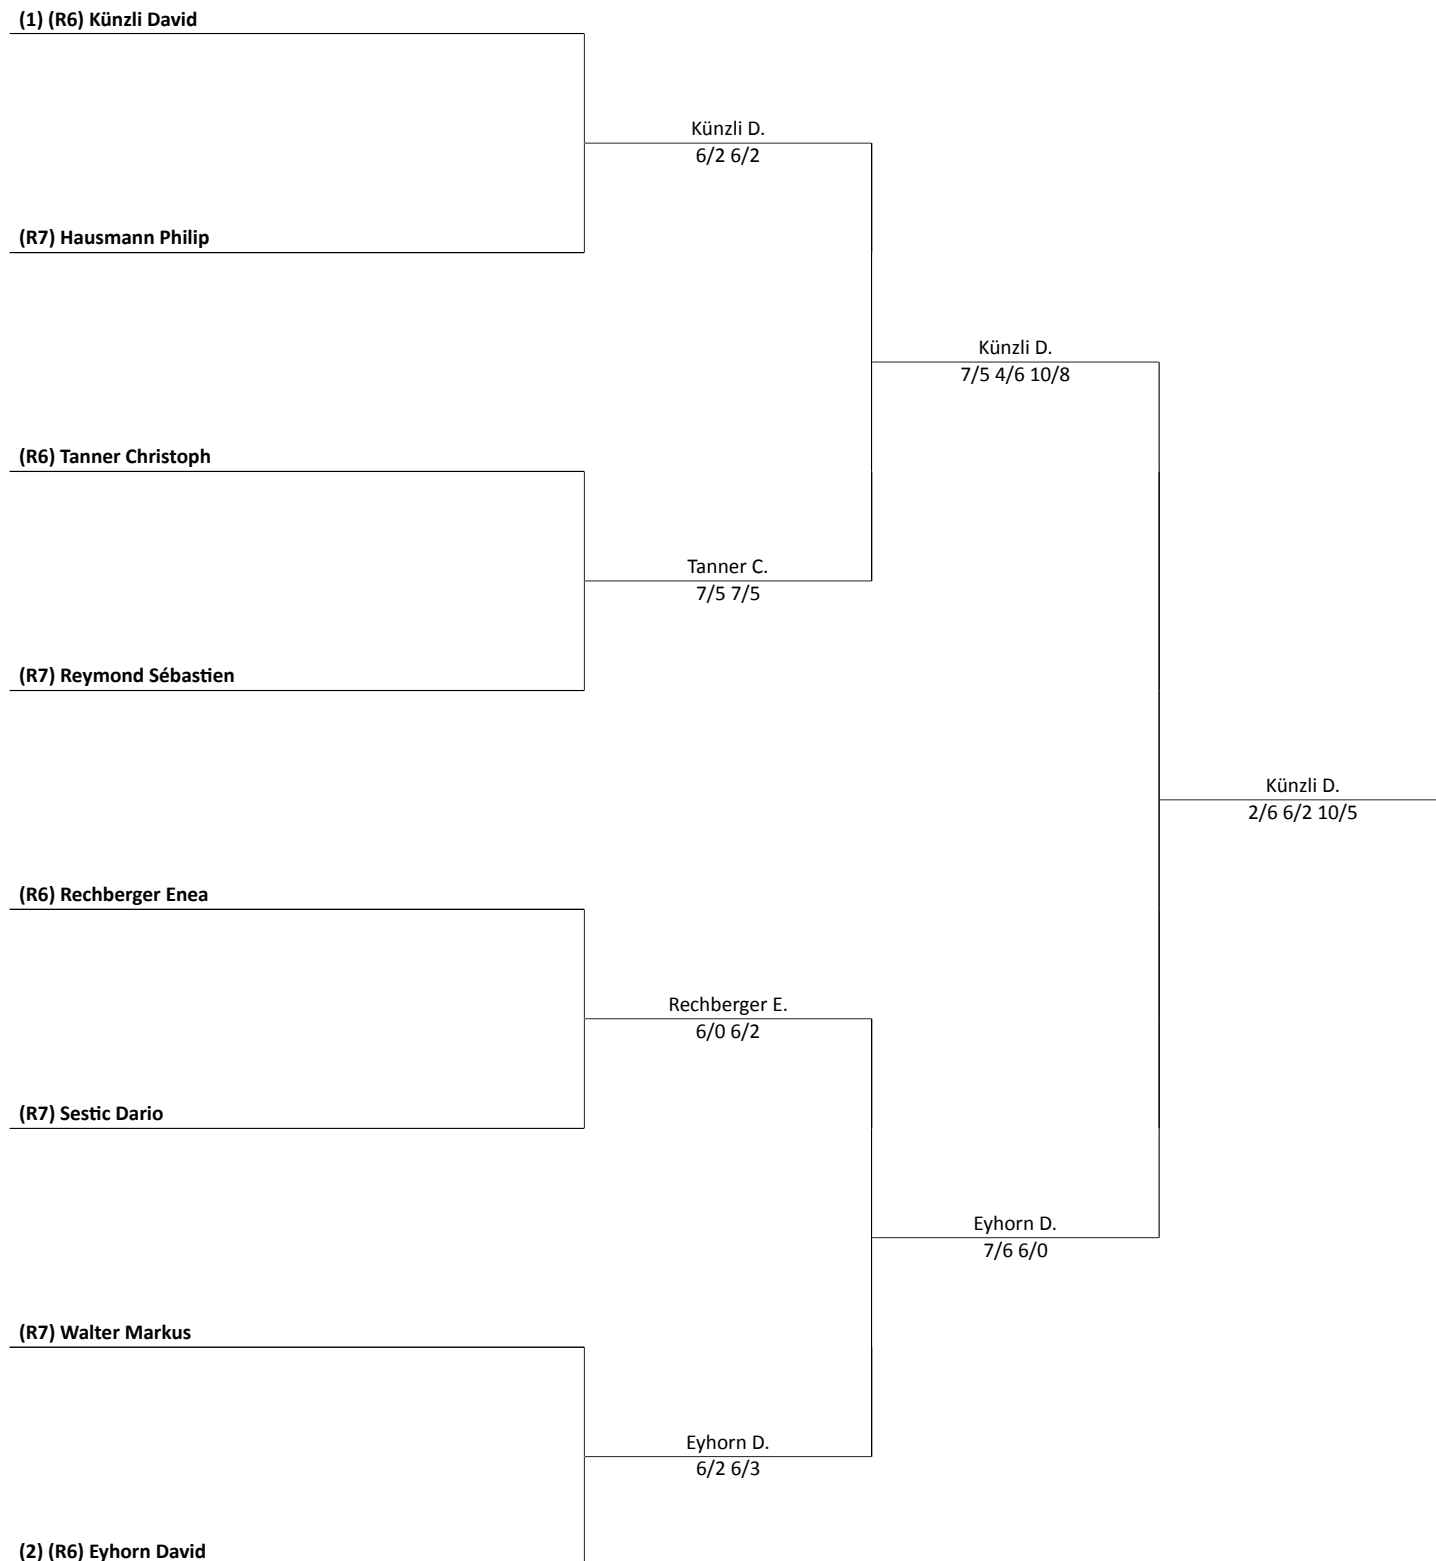 (1) (R6) Künzli David
Künzli D.
6/2 6/2
(R7) Hausmann Philip
Künzli D.
7/5 4/6 10/8
(R6) Tanner Christoph
Tanner C.
7/5 7/5
(R7) Reymond Sébastien
Künzli D.
2/6 6/2 10/5
(R6) Rechberger Enea
Rechberger E.
6/0 6/2
(R7) Sestic Dario
Eyhorn D.
7/6 6/0
(R7) Walter Markus
Eyhorn D.
6/2 6/3
(2) (R6) Eyhorn David